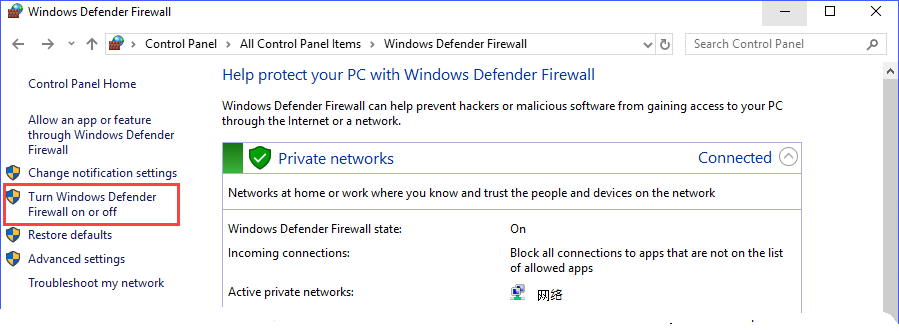 Windows Defender Firewall
Control Panel > All Control Panel Items > Windows Defender Firewall
Search Control Panel
Control Panel Home
Allow an app or feature
through Windows Defender
Firewall
Change notification settings
Turn Windows Defender
Firewall on or off
Restore defaults
Advanced settings
Troubleshoot my network
Help protect your PC with Windows Defender Firewall
Windows Defender Firewall can help prevent hackers or malicious software from gaining access to your PC
through the Internet or a network.
Private networks Connected
Networks at home or work where you know and trust the people and devices on the network
Windows Defender Firewall state: On
Incoming connections: Block all connections to apps that are not on the list
of allowed apps
Active private networks: 网络